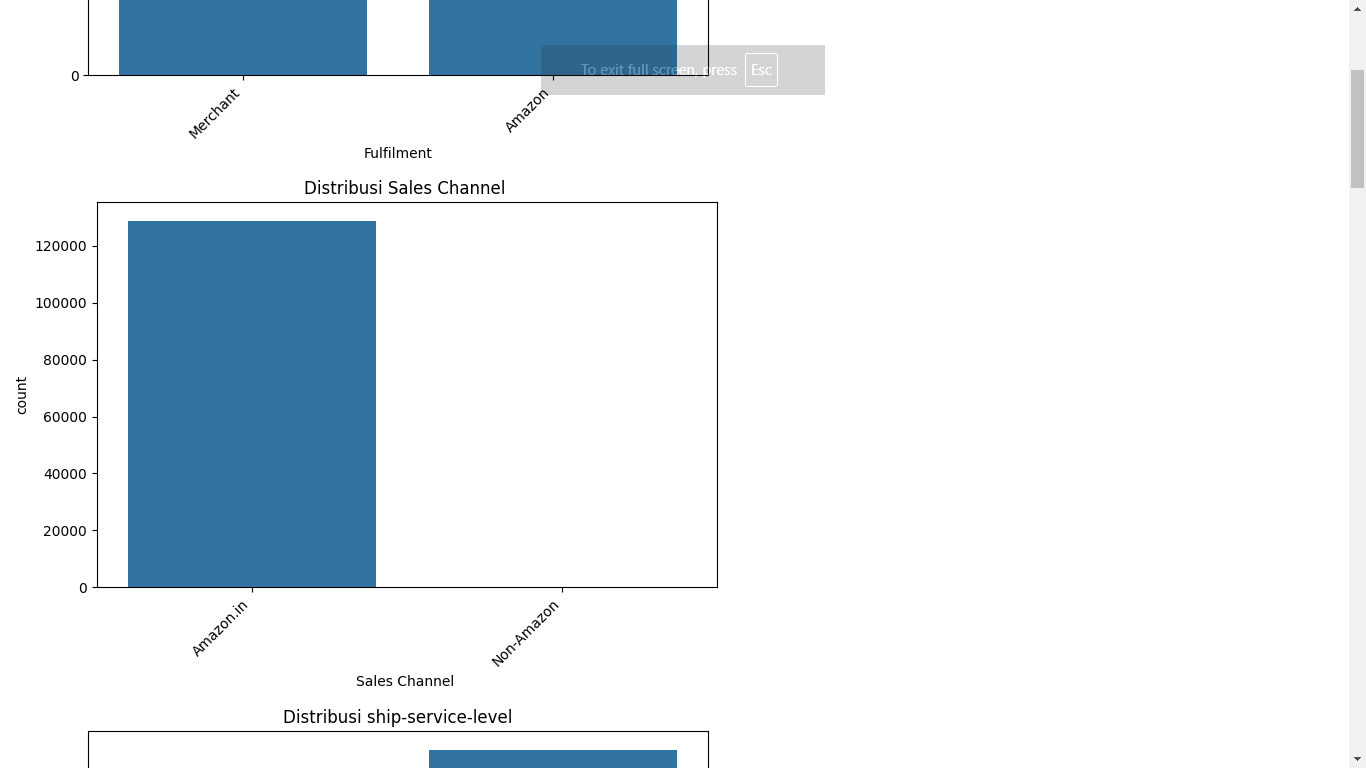 0
To exit full screen, press Esc
Merchant
Amazon
Fulfilment
Distribusi Sales Channel
120000
100000
80000
60000
40000
20000
0
count
Amazon.in
Non-Amazon
Sales Channel
Distribusi ship-service-level